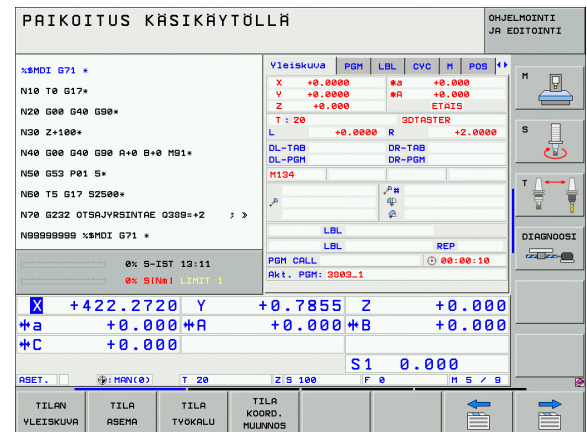 PAIKOITUS KÄSIKÄYTÖLLÄ
OHJELMOINTI
JA EDITOINTI
%$MDI G71 *
N10 T0 G17*
N20 G00 G40 G90*
N30 Z+100*
N40 G00 G40 G90 A+0 B+0 M91*
N50 G53 P01 5*
N60 T5 G17 S2500*
N70 G232 OTSAJYRSINTAE Q389=+2 ; »
N99999999 %$MDI G71 *
0% S-IST 13:11
0% S[Nm] LIMIT 1
Yleiskuva PGM LBL CYC M POS
X +0.0000 *a +0.000
Y +0.0000 *A +0.000
Z +0.000 ETAIS
T : 20 3DTASTER
L +0.0000 R +2.0000
DL-TAB DR-TAB
DL-PGM DR-PGM
M134
P#
LBL
LBL REP
PGM CALL 00:00:10
Akt. PGM: 3803_1
M
S
T
DIAGNOOSI
X +422.2720 Y +0.7855 Z +0.000
*a +0.000 *A +0.000 *B +0.000
*C +0.000
S1 0.000
ASET. :MAN(0) T 20 Z S 100 F 0 M 5 / 9
TILAN
YLEISKUVA
TILA
ASEMA
TILA
TYÖKALU
TILA
KOORD.
MUUNNOS